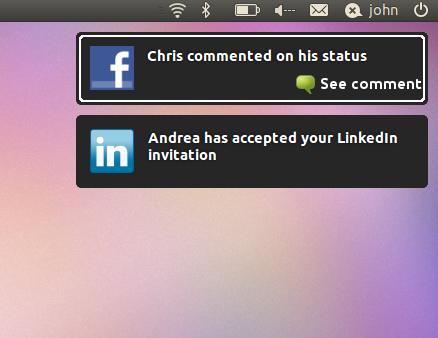 john
Chris commented on his status
See comment
Andrea has accepted your LinkedIn
invitation
f
in